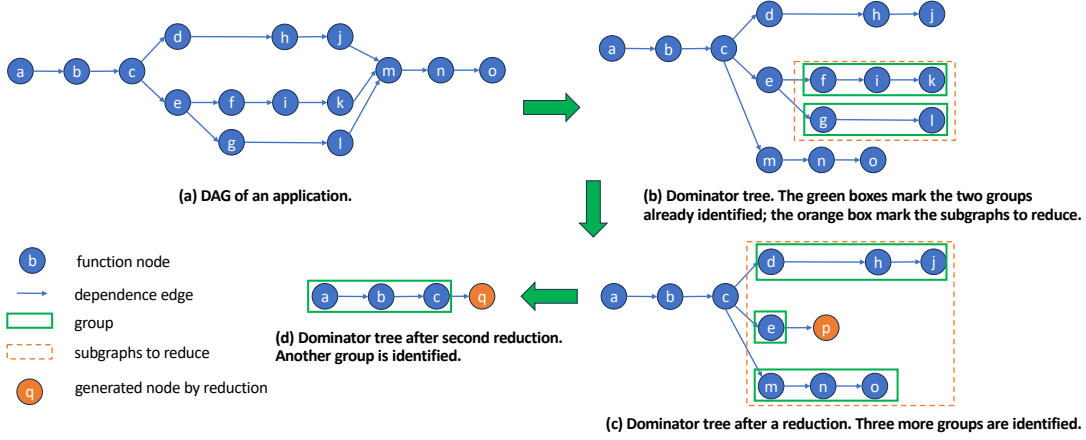 d h j
a b c m n o
e f i k
g l
(a) DAG of an application.
d h j
a b c
e f i k
g l
m n o
(b) Dominator tree. The green boxes mark the two groups
already identified; the orange box mark the subgraphs to reduce.
b function node
dependence edge
group
subgraphs to reduce
q generated node by reduction
a b c q
(d) Dominator tree after second reduction.
Another group is identified.
d h j
a b c
e p
m n o
(c) Dominator tree after a reduction. Three more groups are identified.